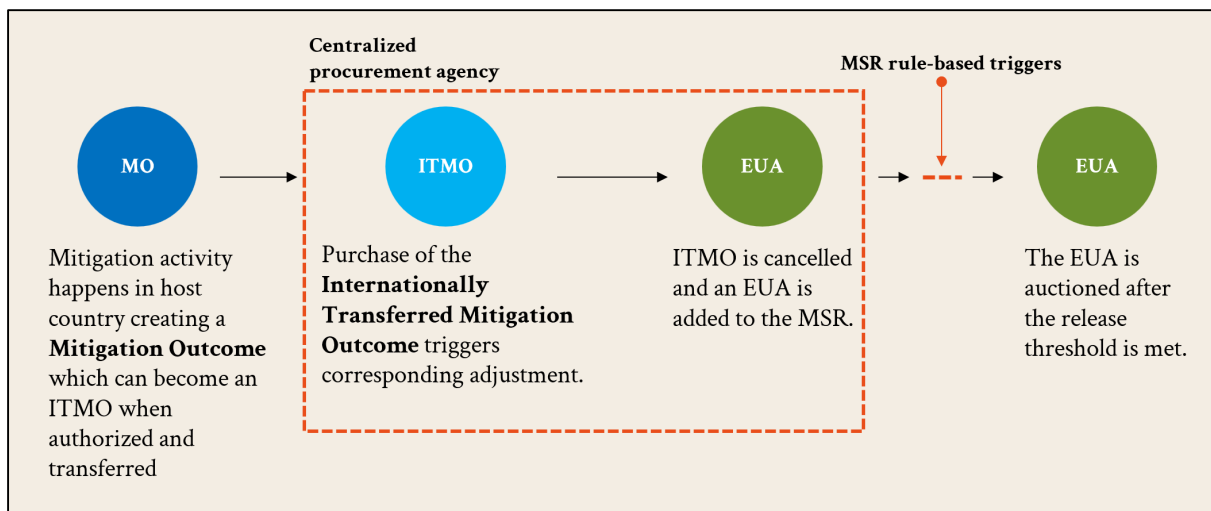 Centralized
procurement agency
MSR rule-based triggers
MO
ITMO
EUA
EUA
Mitigation activity
happens in host
country creating a
Mitigation Outcome
which can become an
ITMO when
authorized and
transferred
Purchase of the
Internationally
Transferred Mitigation
Outcome triggers
corresponding adjustment.
ITMO is cancelled
and an EUA is
added to the MSR.
The EUA is
auctioned after
the release
threshold is met.